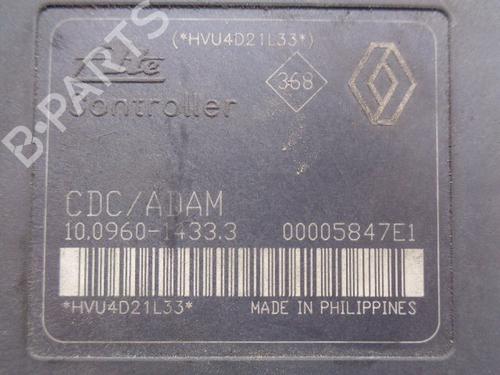 (*HVU4D21L33*)
Ate
Controller
368
CDC/ADAM
10.0960-1433.3 00005847E1
*HVU4D21L33* MADE IN PHILIPPINES
B-PARTS